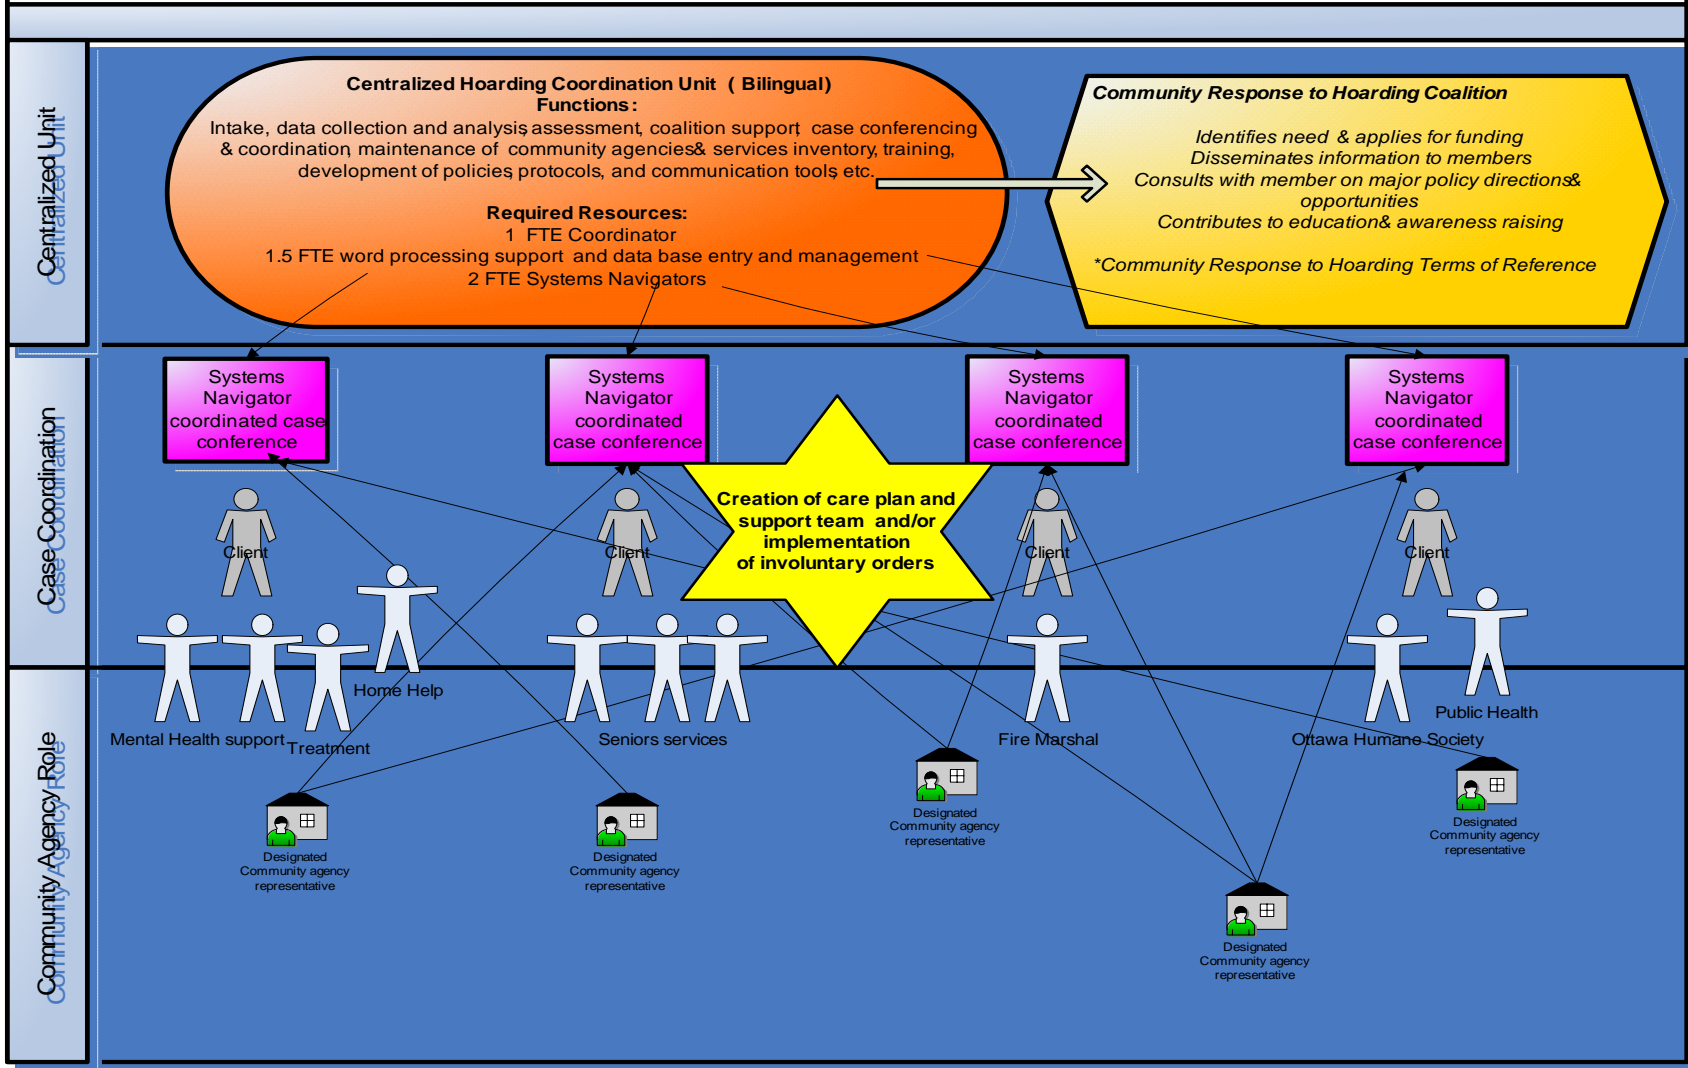 Centralized Unit
Centralized Hoarding Coordination Unit ( Bilingual)
Functions:
Intake, data collection and analysis, assessment, coalition support, case conferencing
& coordination, maintenance of community agencies& services inventory, training,
development of policies, protocols, and communication tools, etc.
Required Resources:
1 FTE Coordinator
1.5 FTE word processing support and data base entry and management
2 FTE Systems Navigators
Community Response to Hoarding Coalition
Identifies need & applies for funding
Disseminates information to members
Consults with member on major policy directions&
opportunities
Contributes to education& awareness raising
*Community Response to Hoarding Terms of Reference
Case Coordination
Systems
Navigator
coordinated case
conference
Systems
Navigator
coordinated
case conference
Systems
Navigator
coordinated
case conference
Systems
Navigator
coordinated
case conference
Creation of care plan and
support team and/or
implementation
of involuntary orders
Client
Client
Client
Client
Community Agency Role
Home Help
Mental Health support
Treatment
Seniors services
Fire Marshal
Public Health
Ottawa Humane Society
Designated
Community agency
representative
Designated
Community agency
representative
Designated
Community agency
representative
Designated
Community agency
representative
Designated
Community agency
representative